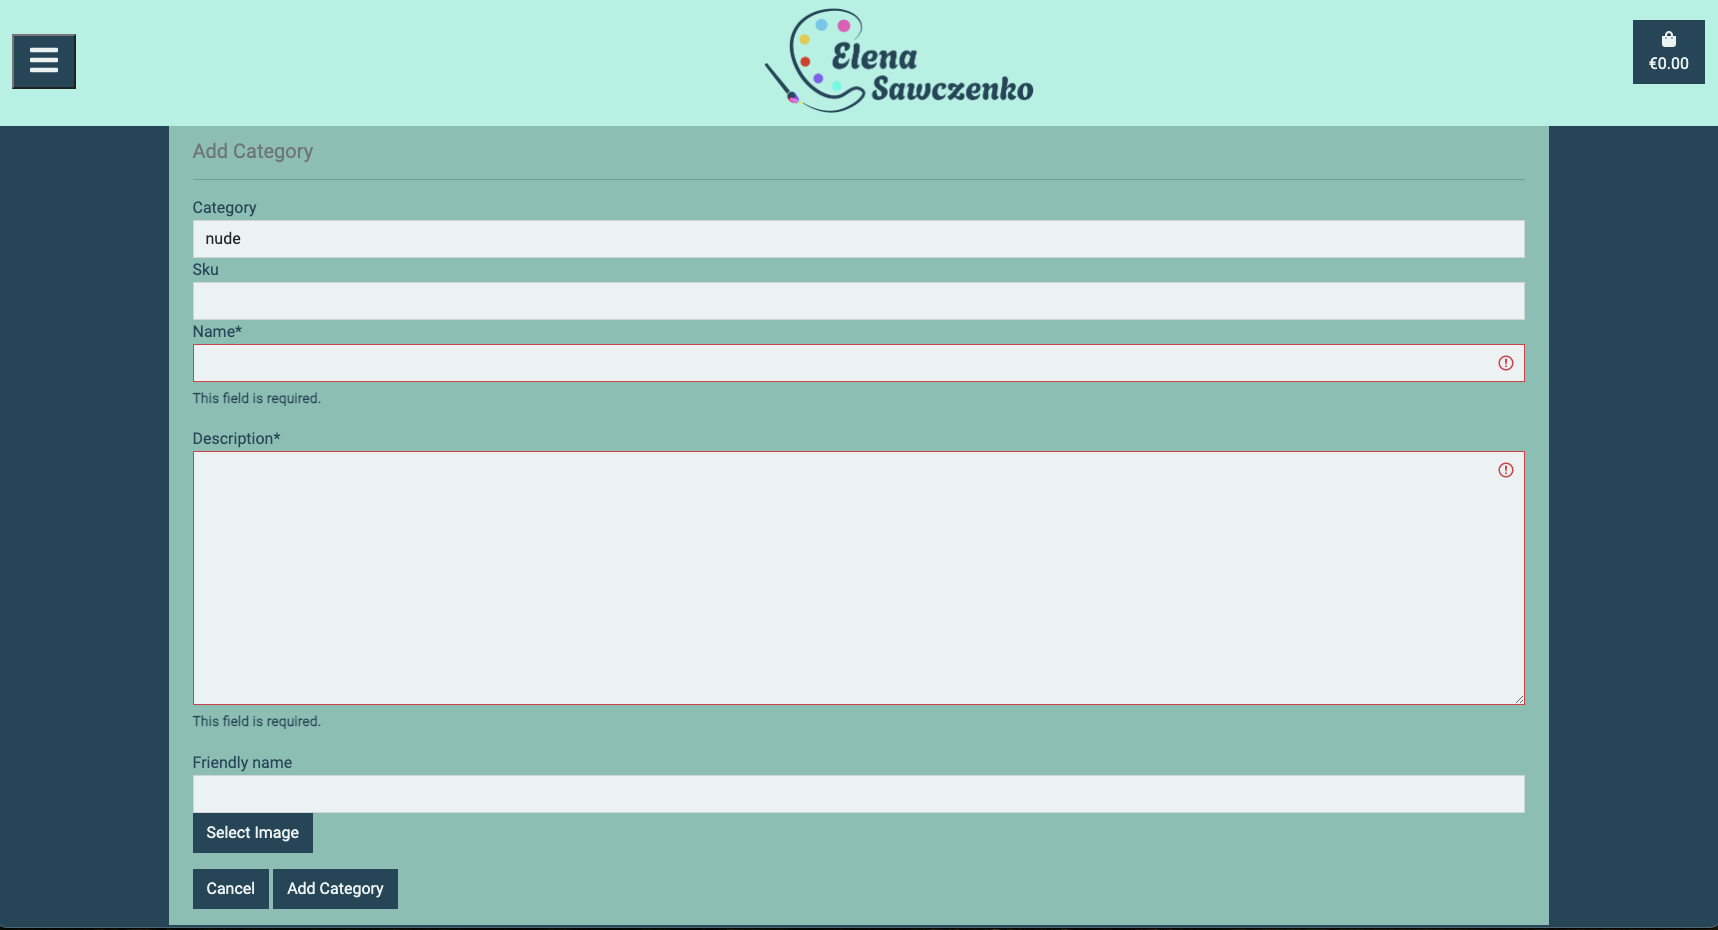 Elena
Sawczenko
€0.00
Add Category
Category
nude
Sku
Name*
This field is required.
Description*
This field is required.
Friendly name
Select Image
Cancel
Add Category